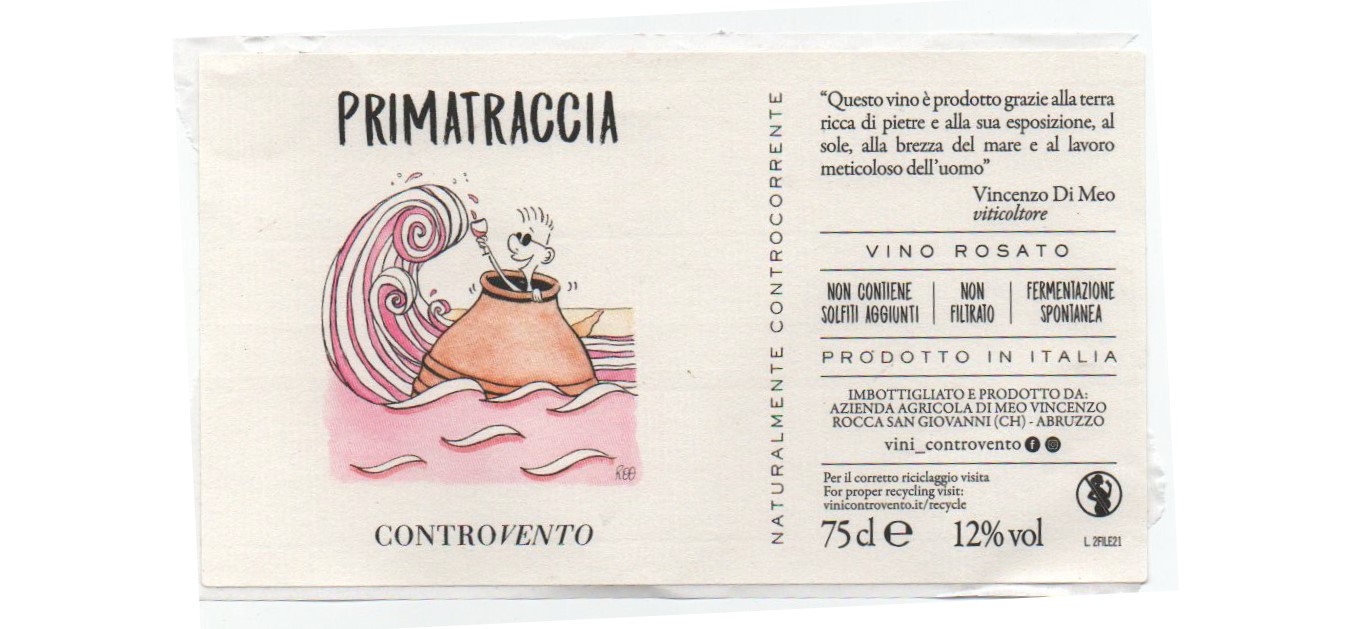 PRIMATRACCIA
REO
CONTROVENTO
NATURALMENTE CONTROCORRENTE
“Questo vino è prodotto grazie alla terra
ricca di pietre e alla sua esposizione, al
sole, alla brezza del mare e al lavoro
meticoloso dell’uomo”
Vincenzo Di Meo
viticoltore
VINO ROSATO
NON CONTIENE
SOLFITI AGGIUNTI
NON
FILTRATO
FERMENTAZIONE
SPONTANEA
PRODOTTO IN ITALIA
IMBOTTIGLIATO E PRODOTTO DA:
AZIENDA AGRICOLA DI MEO VINCENZO
ROCCA SAN GIOVANNI (CH) - ABRUZZO
vini_controvento
Per il corretto riciclaggio visita
For proper recycling visit:
vinicontrovento.it/recycle
75 cl e 12% vol
L. 2FILE21